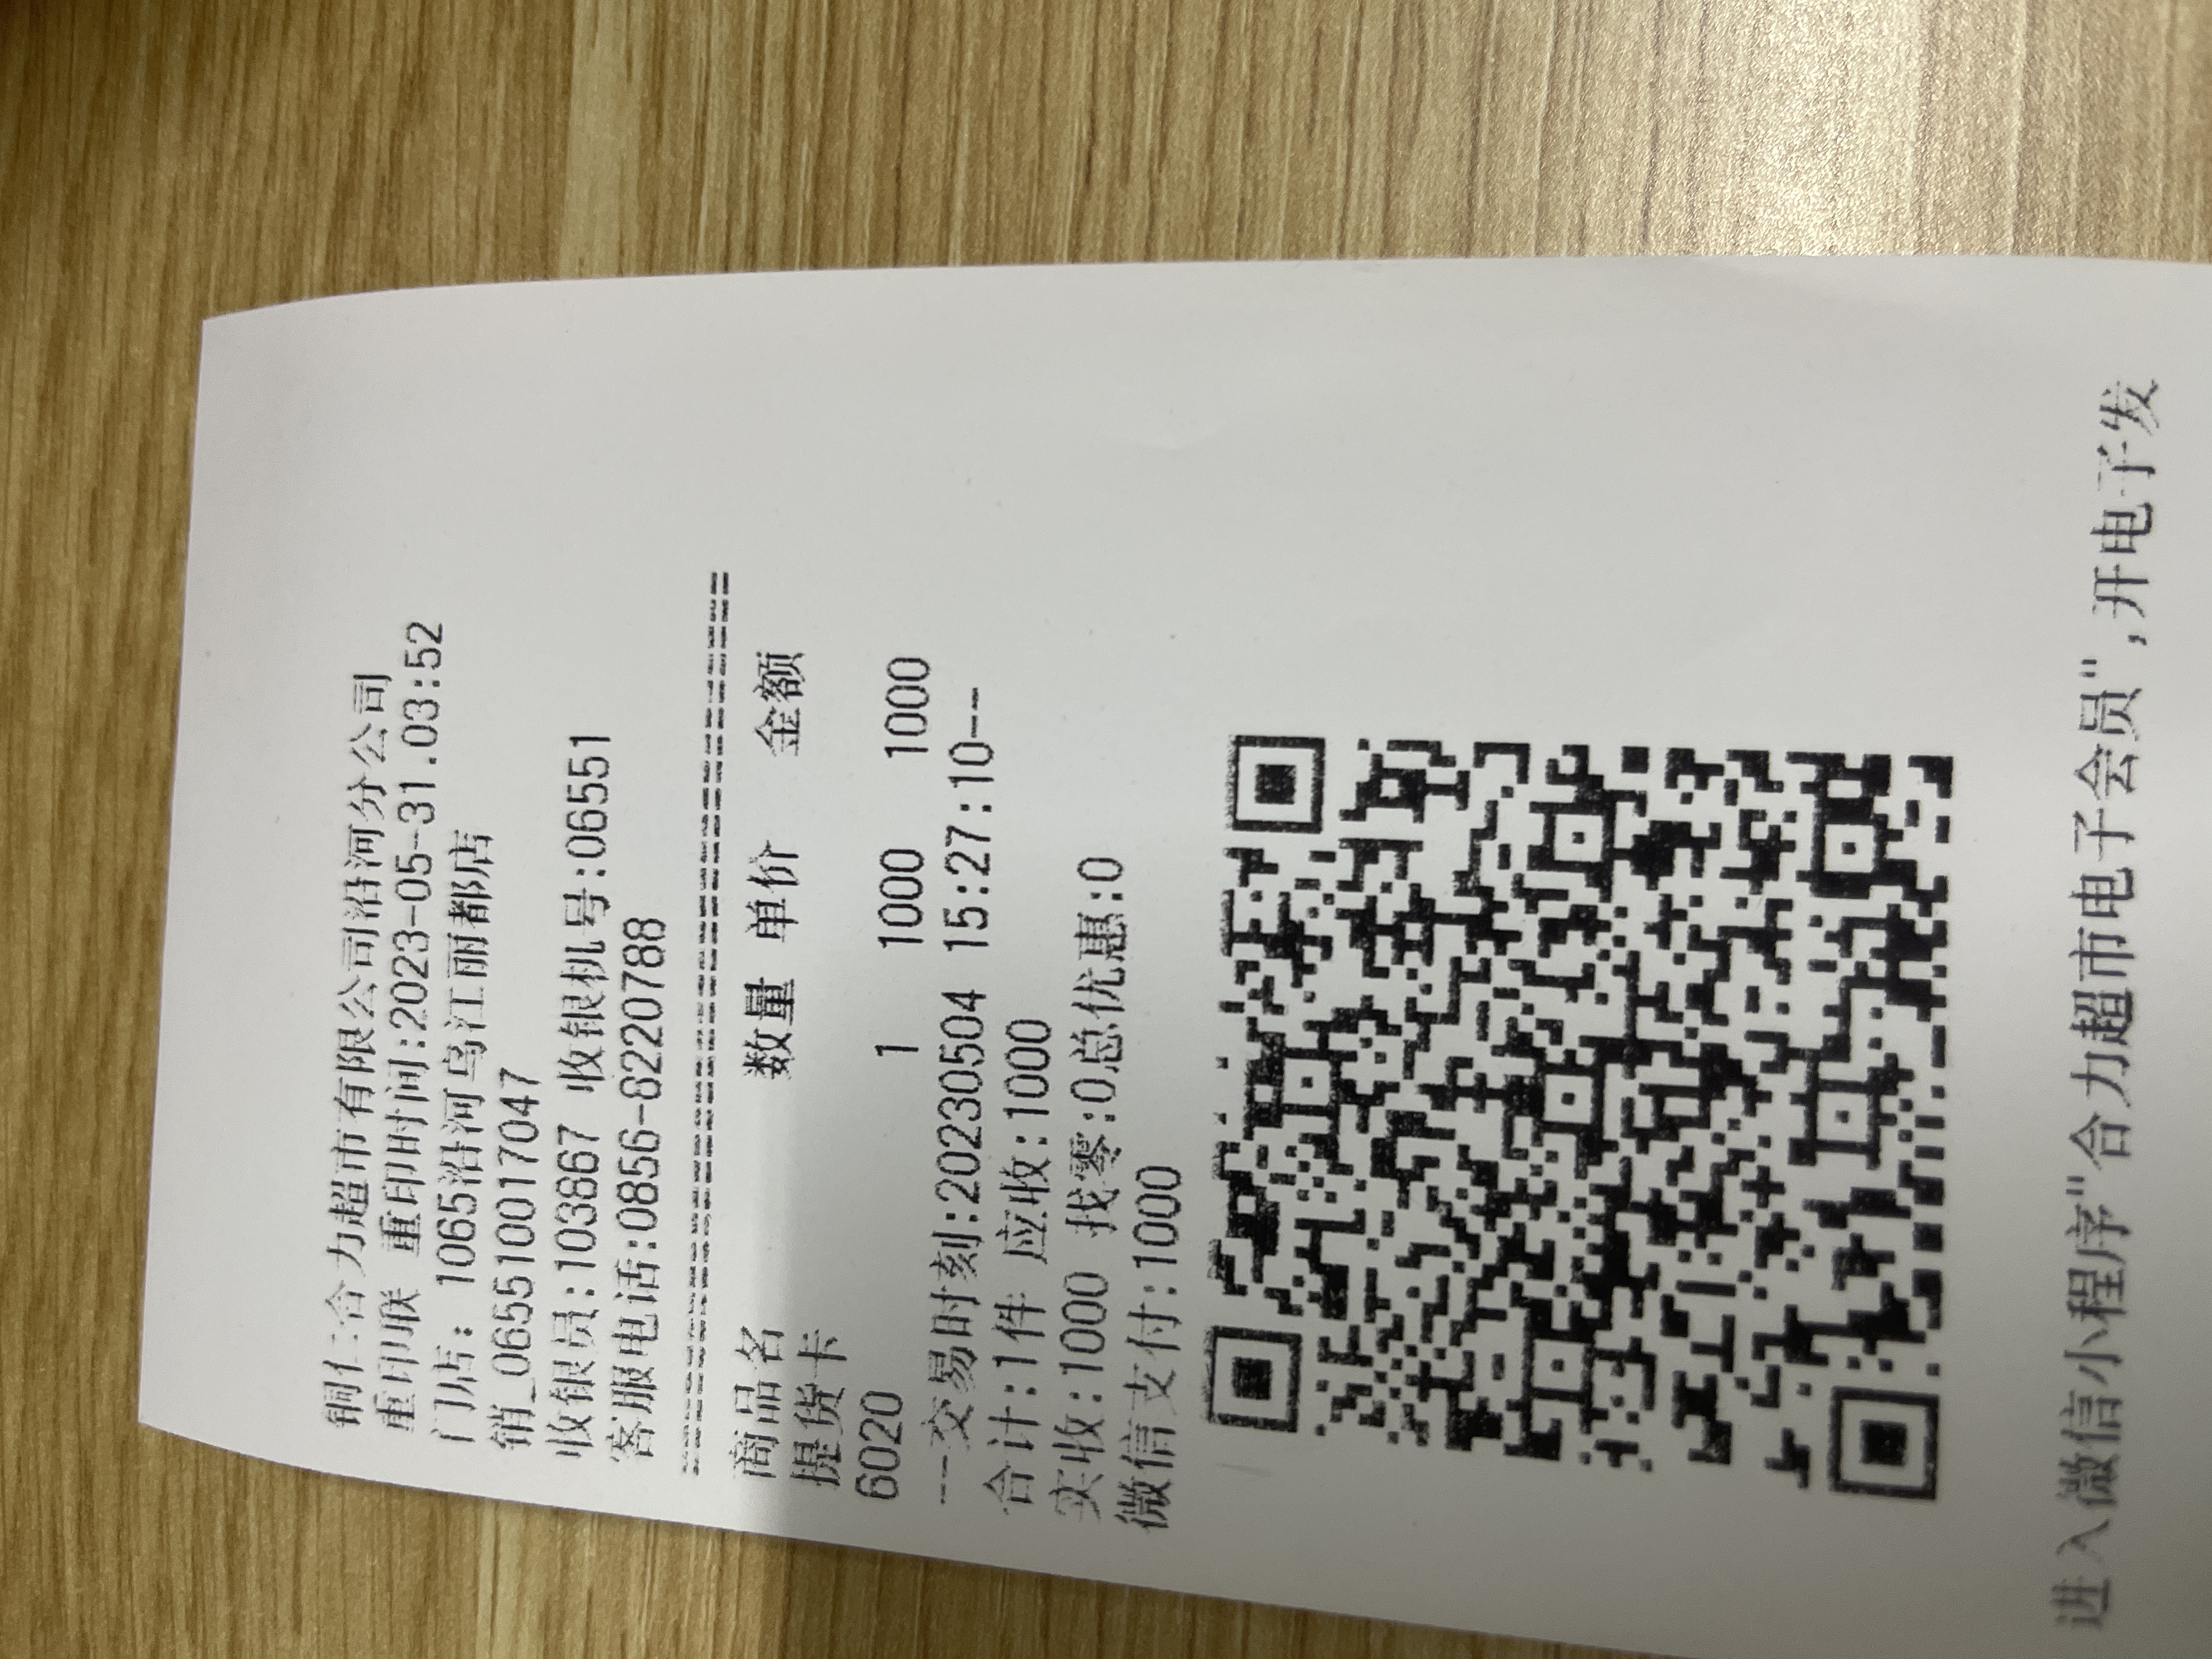 铜仁合力超市有限公司沿河分公司
重印联 重印时间:2023-05-31.03:52
门店: 1065沿河乌江丽都店
销_065510017047
收银员:103867 收银机号:06551
客服电话:0856-8220788
商品名 数量 单价 金额
提货卡
6020 1 1000 1000
--交易时刻:20230504 15:27:10--
合计:1件 应收:1000
实收:1000 找零:0总优惠:0
微信支付:1000
进入微信小程序"合力超市电子会员",开电子发